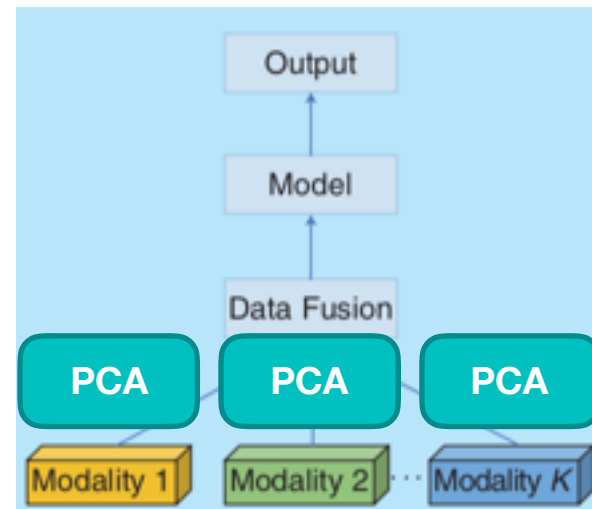 Output
Model
Data Fusion
PCA PCA PCA
Modality 1 Modality 2 ··· Modality K